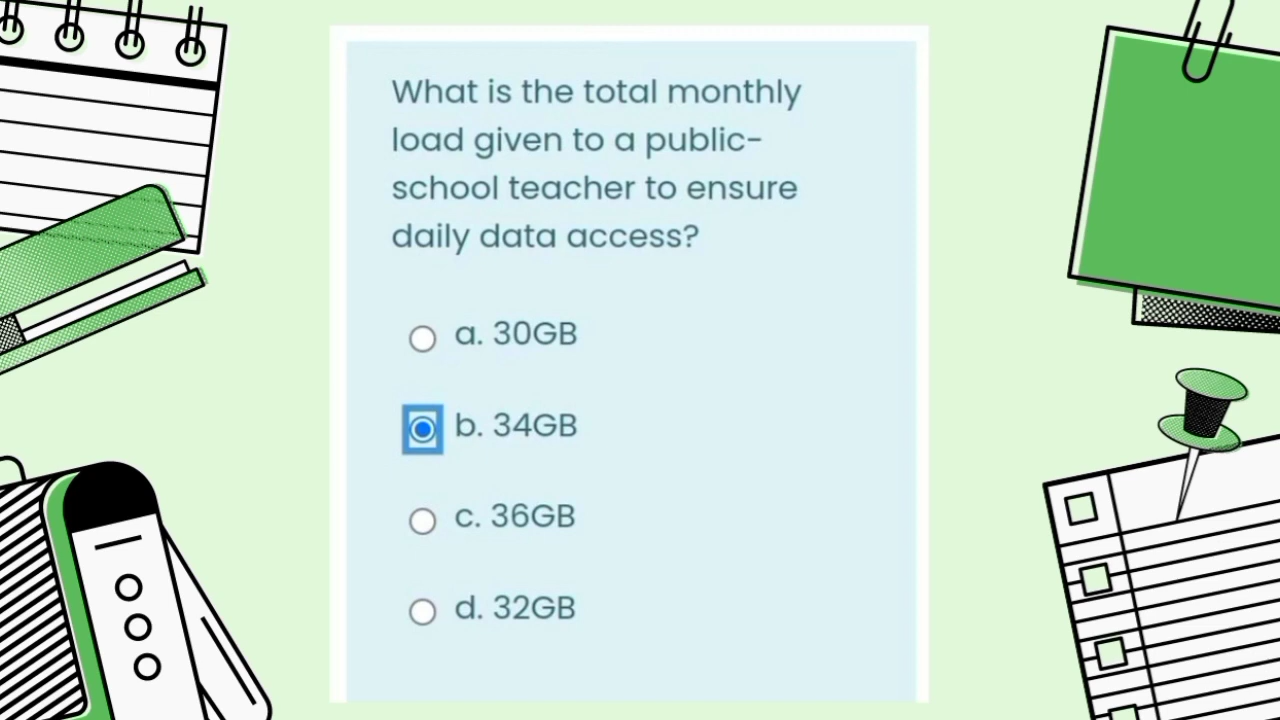 What is the total monthly
load given to a public-
school teacher to ensure
daily data access?
a. 30GB
b. 34GB
c. 36GB
d. 32GB